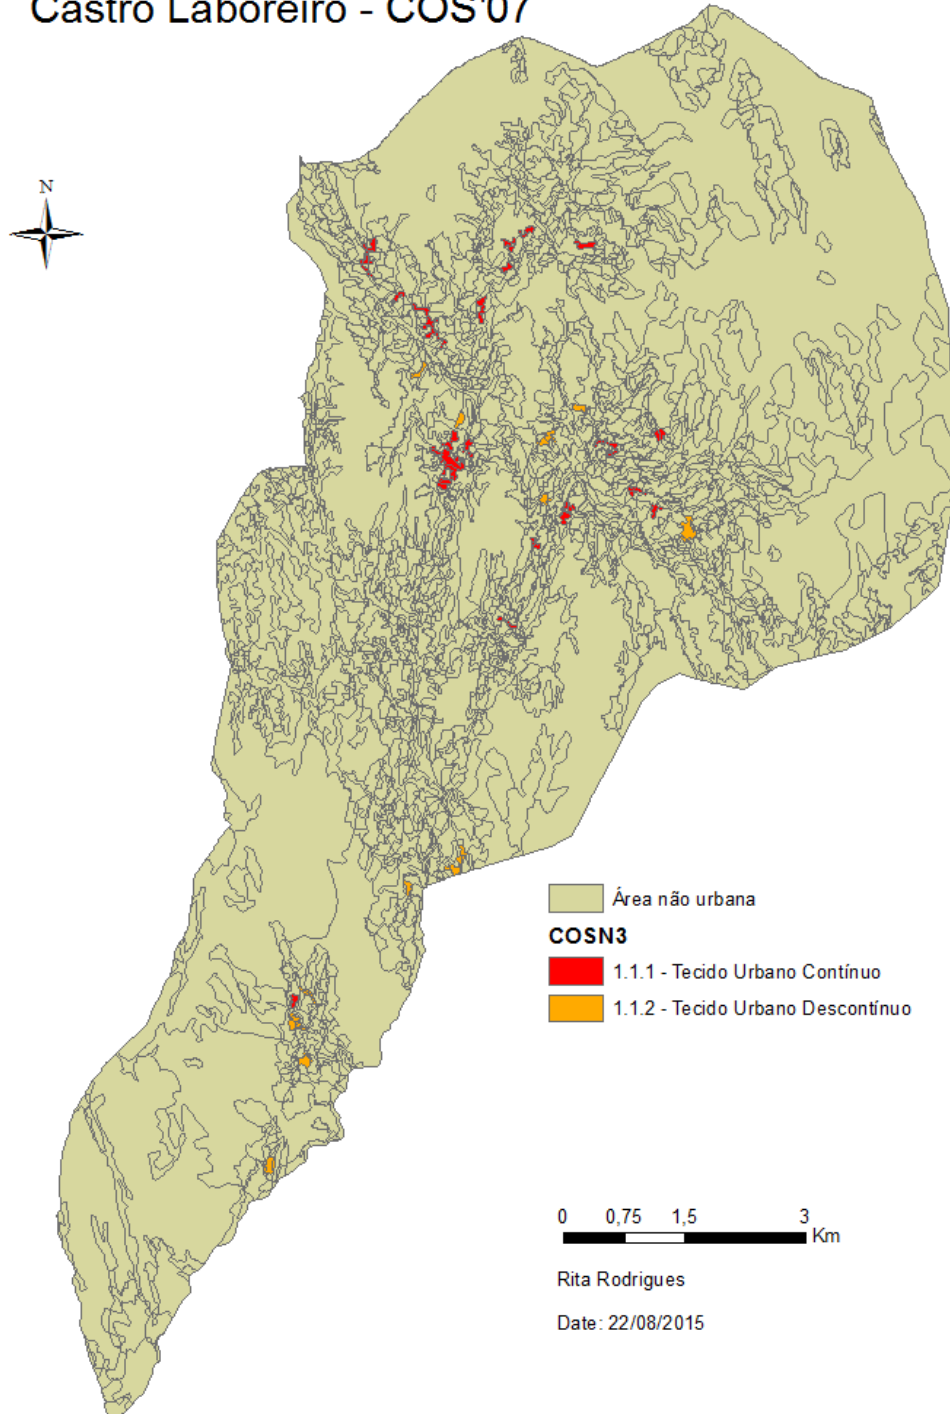 Castro Laboreiro - COS'07
N
Área não urbana
COSN3
1.1.1 - Tecido Urbano Contínuo
1.1.2 - Tecido Urbano Descontínuo
0 0,75 1,5 3
Km
Rita Rodrigues
Date: 22/08/2015